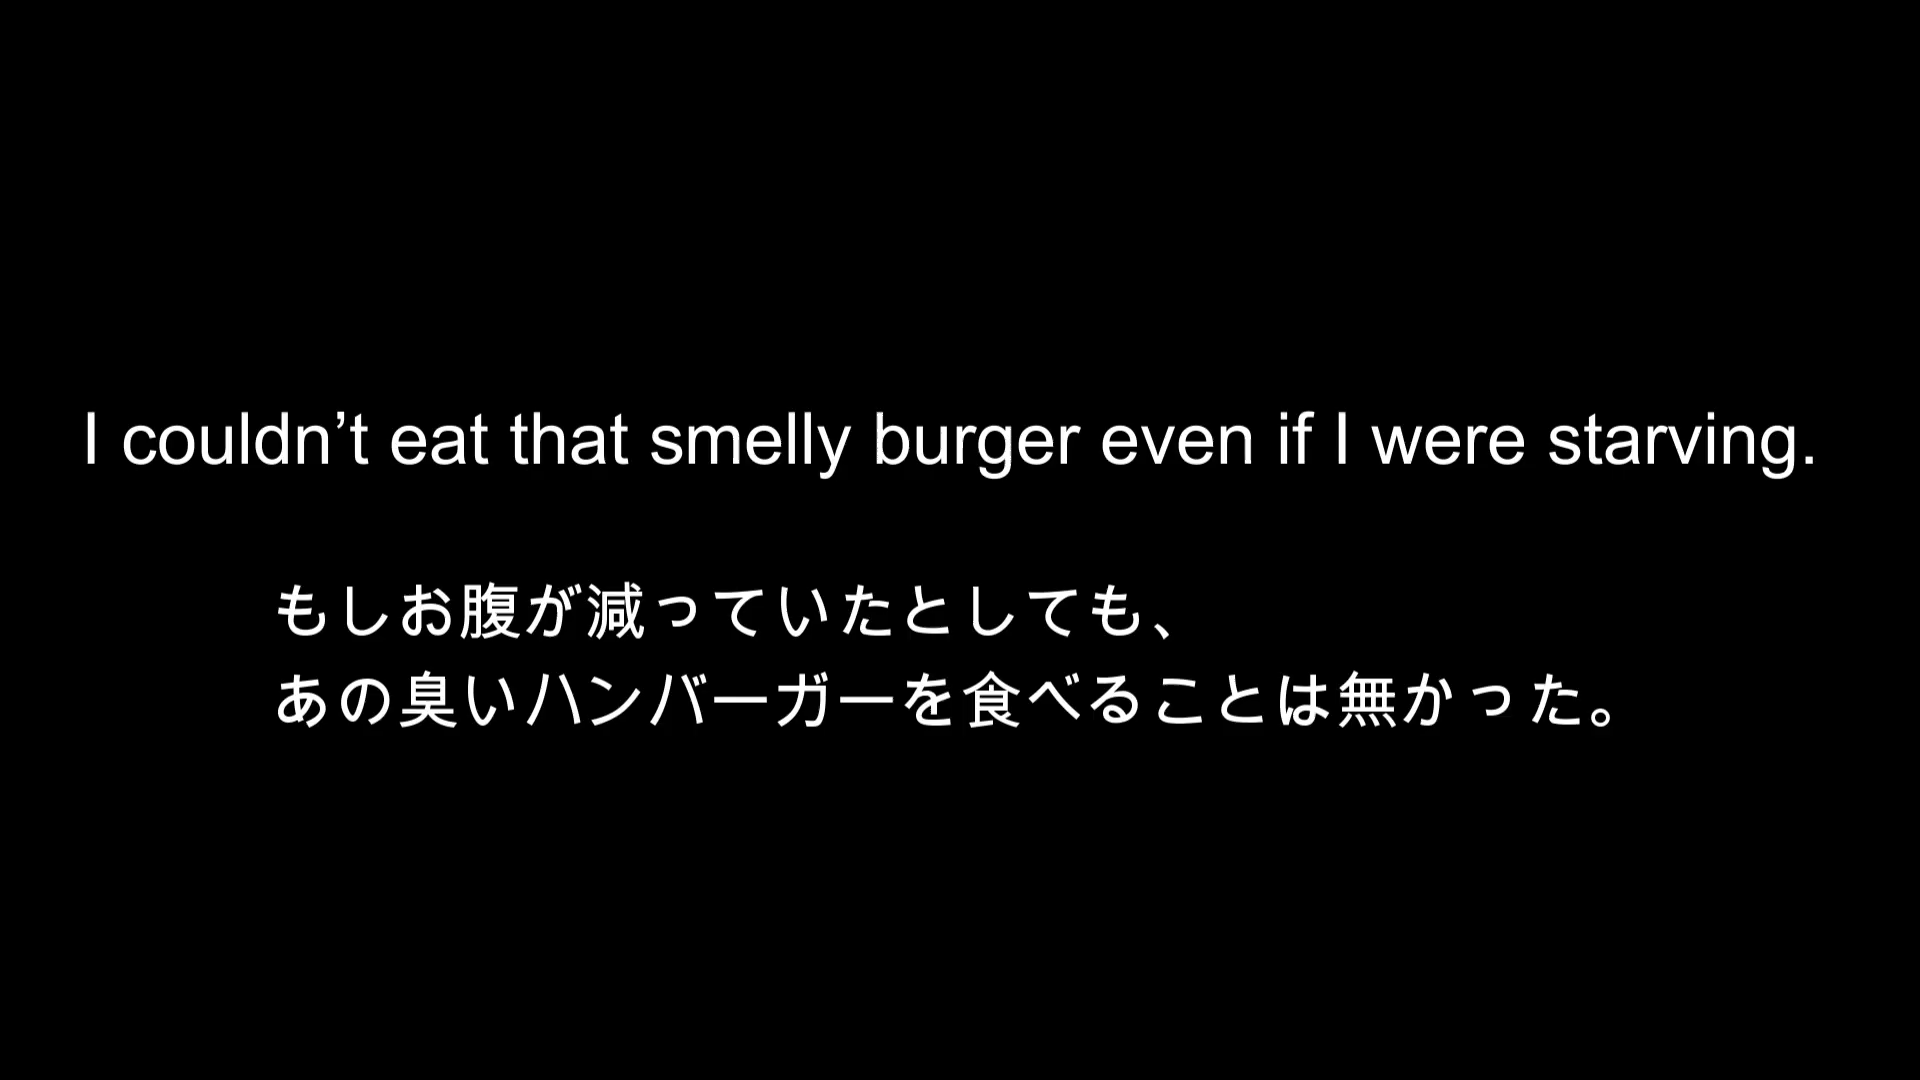 I couldn’t eat that smelly burger even if I were starving.
もしお腹が減っていたとしても、
あの臭いハンバーガーを食べることは無かった。